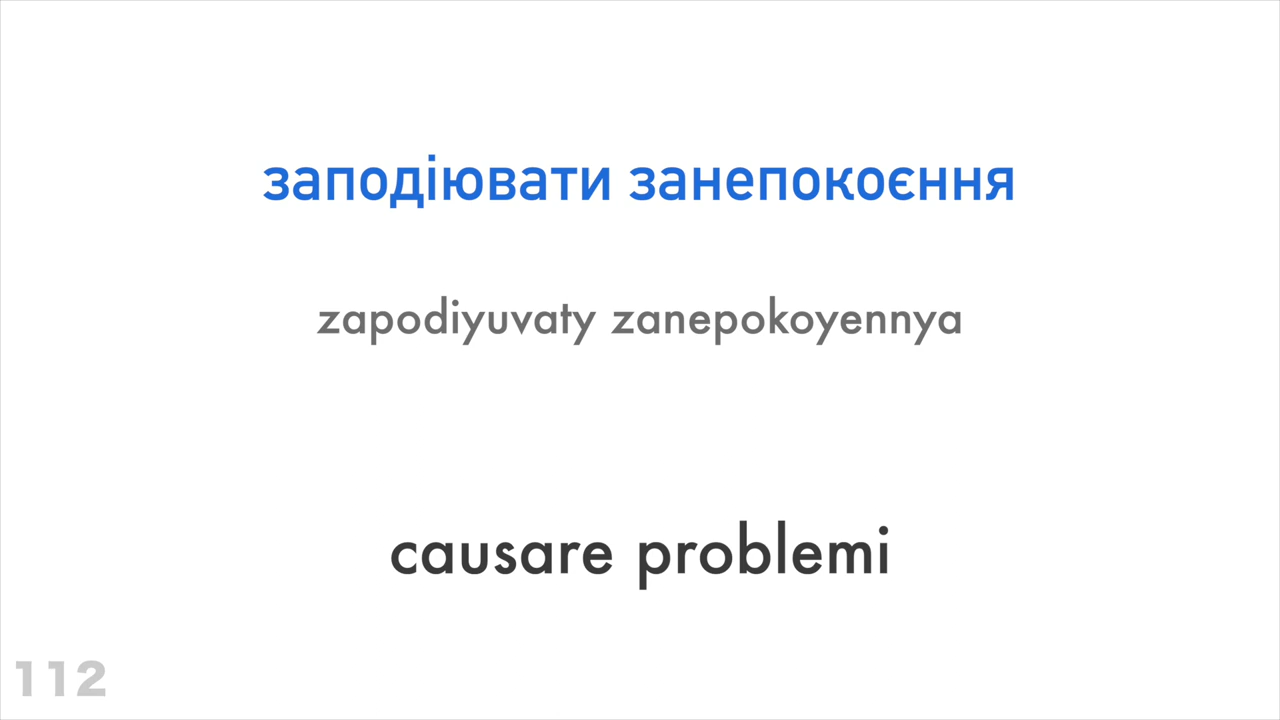 заподіювати занепокоєння
zapodiyuvaty zanepokoyennya
causare problemi
112